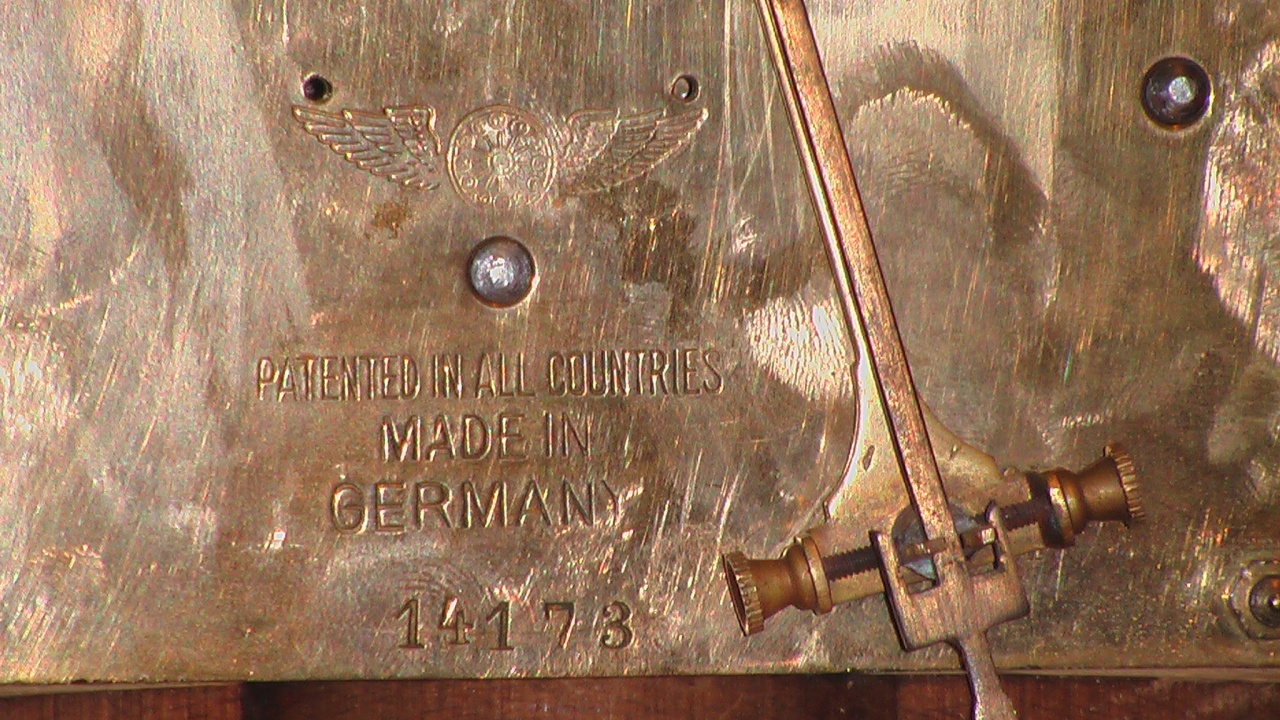 PATENTED IN ALL COUNTRIES
MADE IN
GERMANY
14173